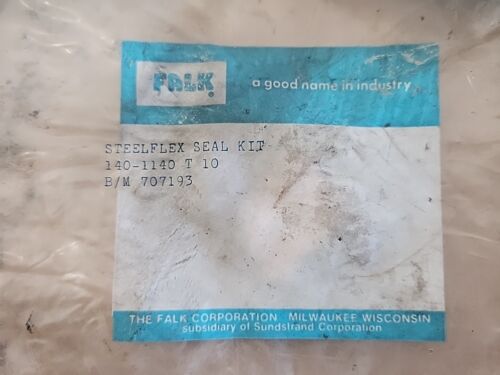 FALK
a good name in industry
STEELFLEX SEAL KIT
140-1140 T 10
B/M 707193
THE FALK CORPORATION MILWAUKEE WISCONSIN
subsidiary of Sundstrand Corporation